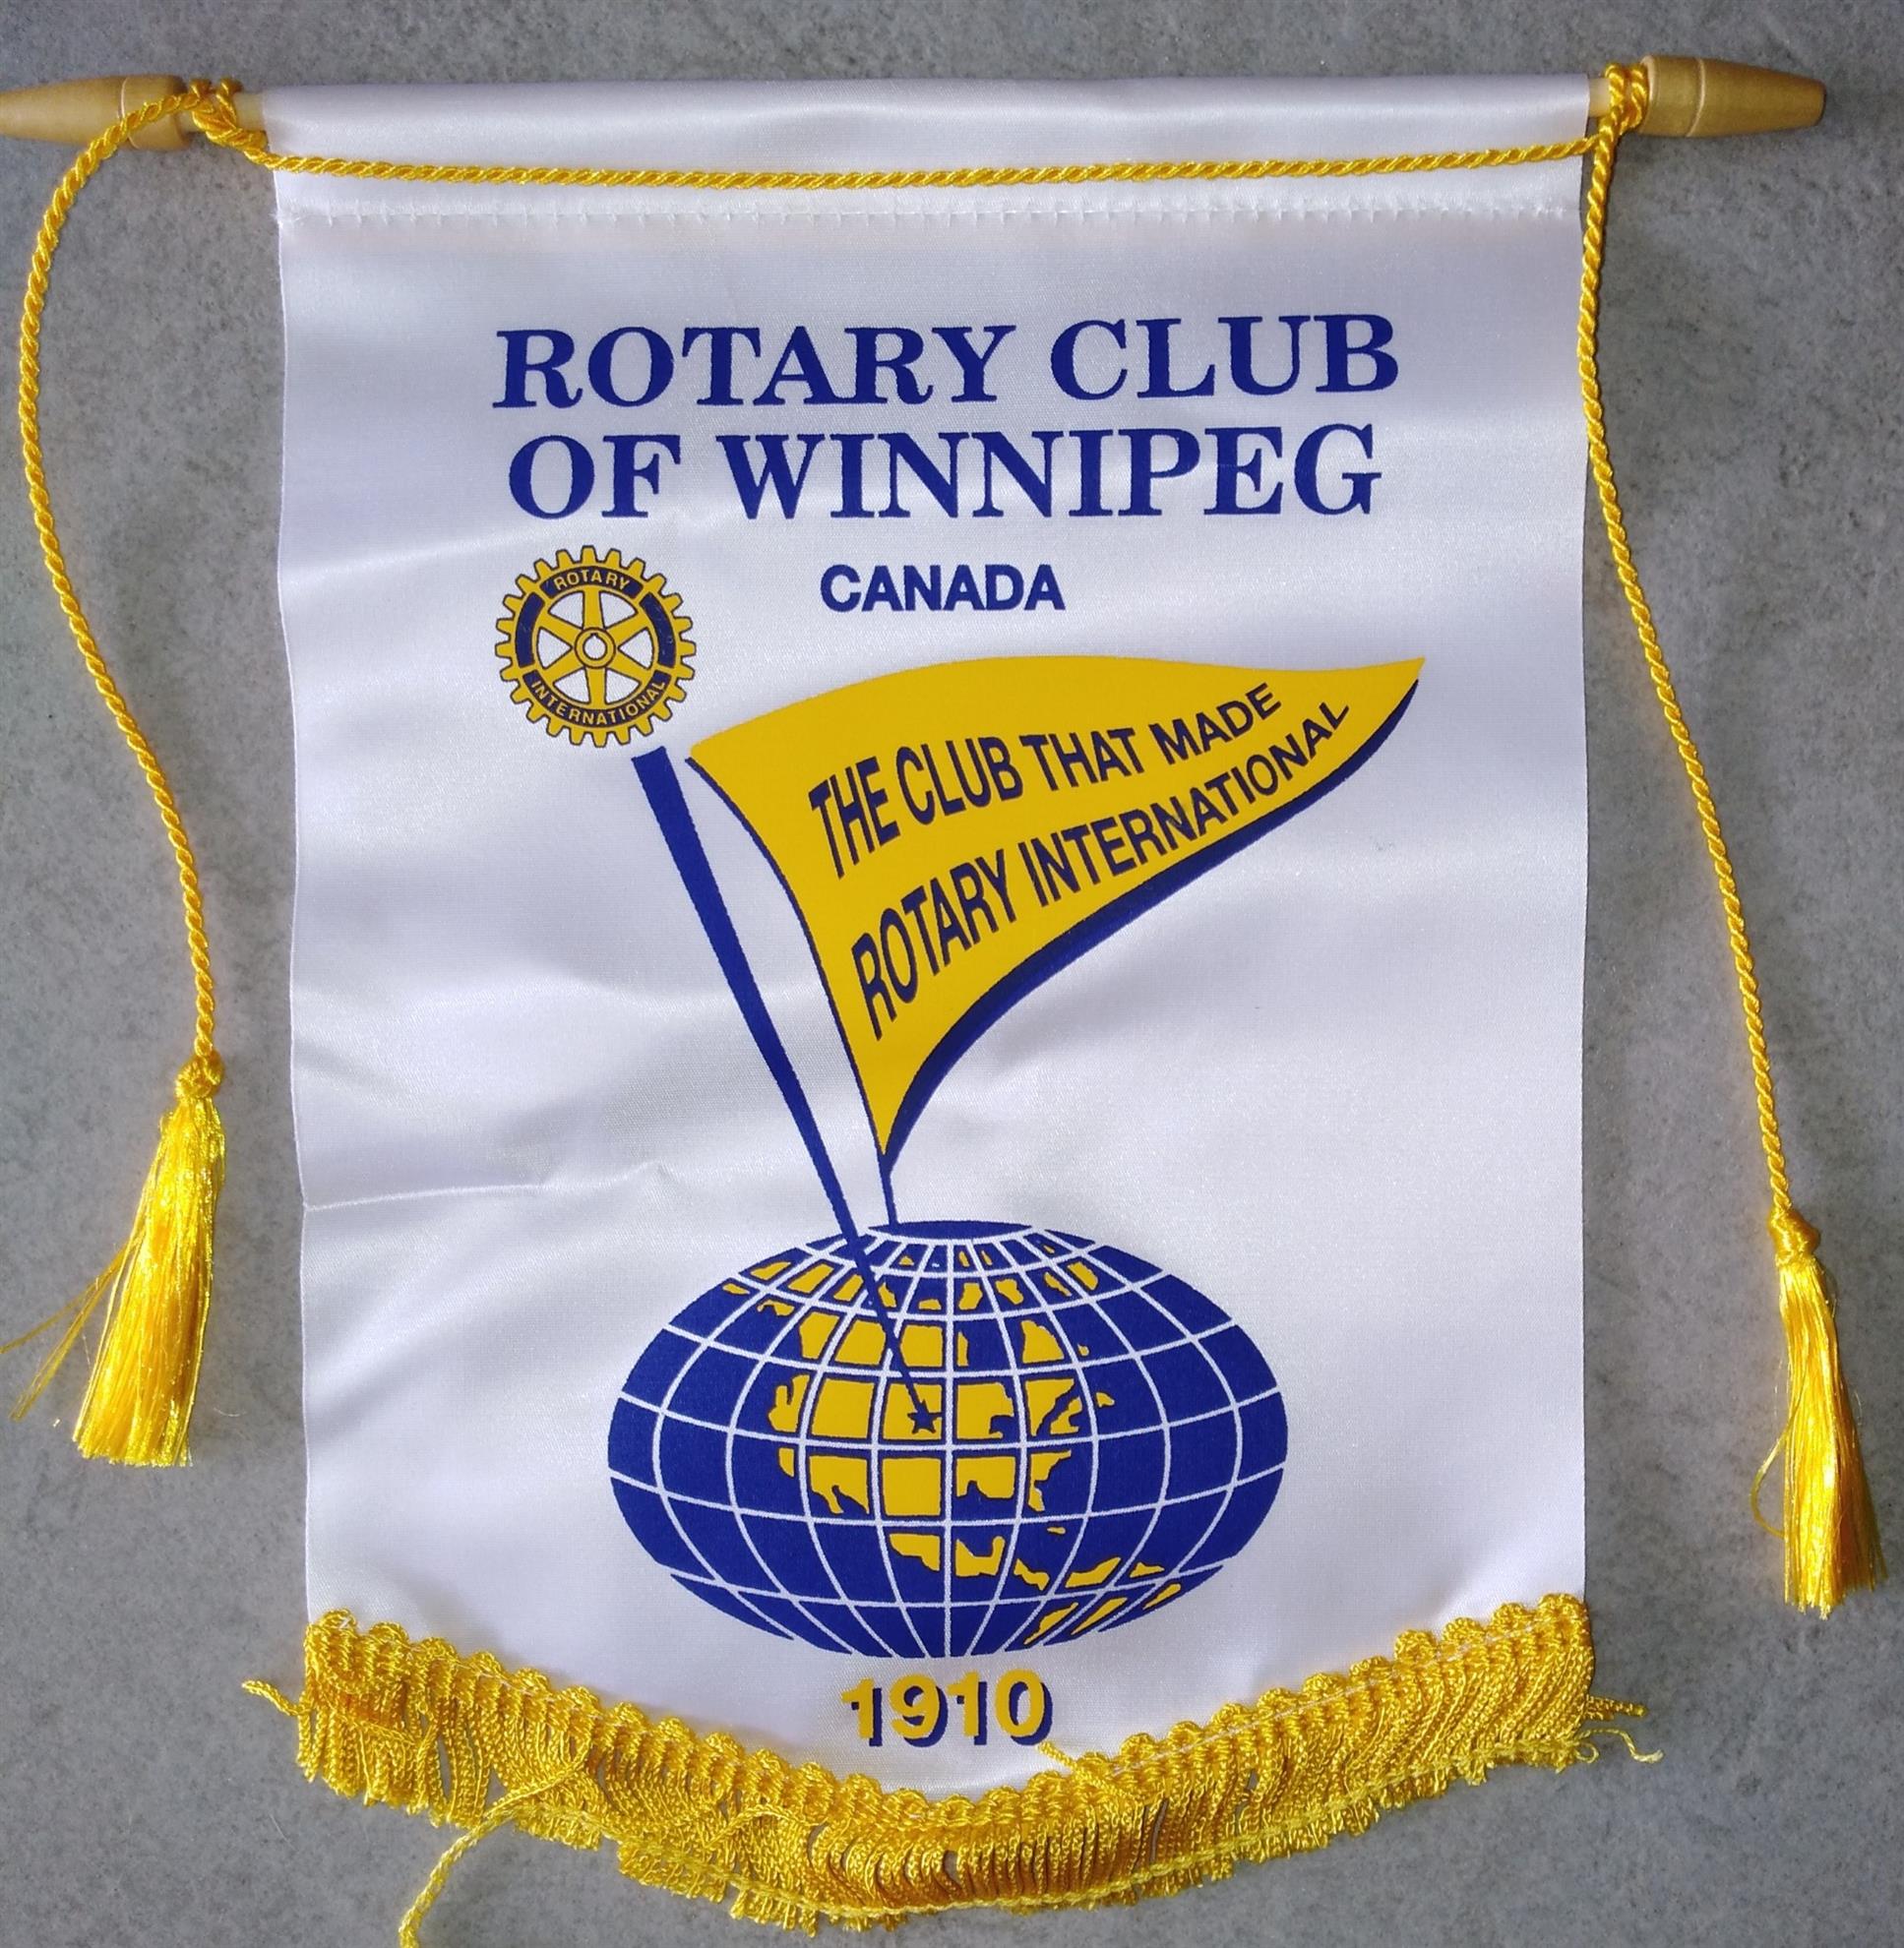 ROTARY CLUB
OF WINNIPEG
CANADA
ROTARY
INTERNATIONAL
THE CLUB THAT MADE
ROTARY INTERNATIONAL
1910